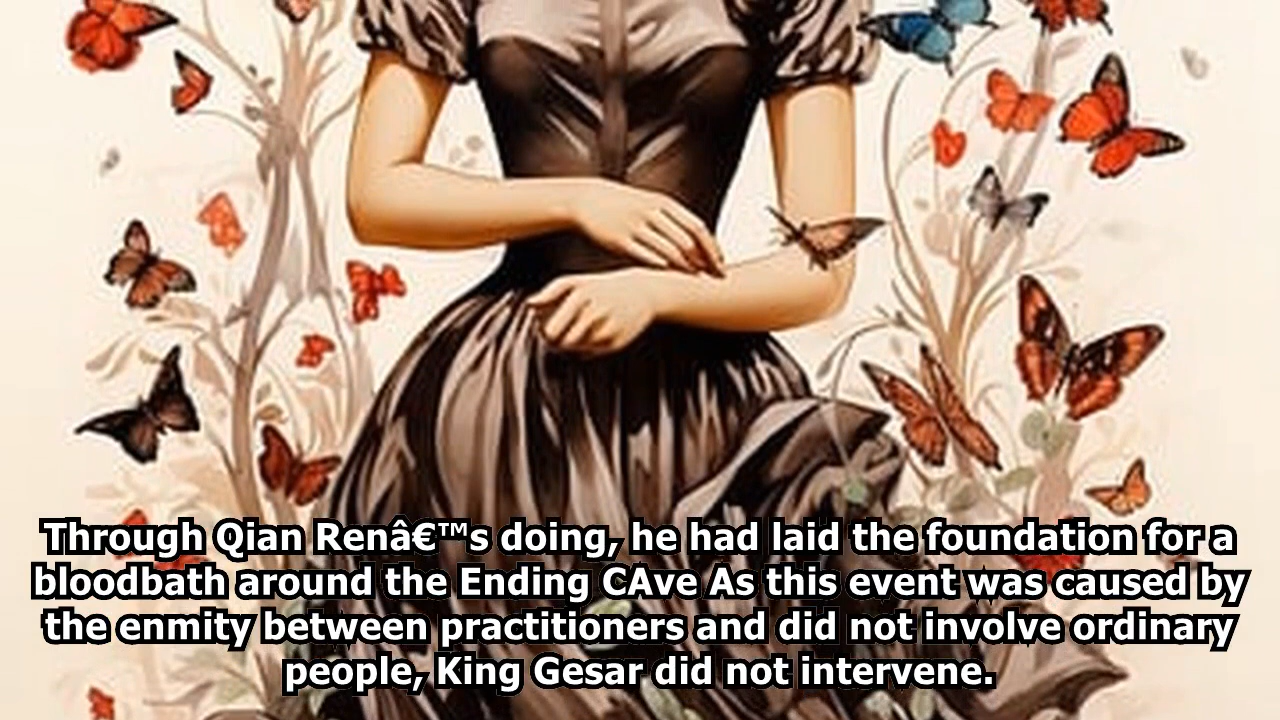 Through Qian Renâ€™s doing, he had laid the foundation for a
bloodbath around the Ending CAve As this event was caused by
the enmity between practitioners and did not involve ordinary
people, King Gesar did not intervene.